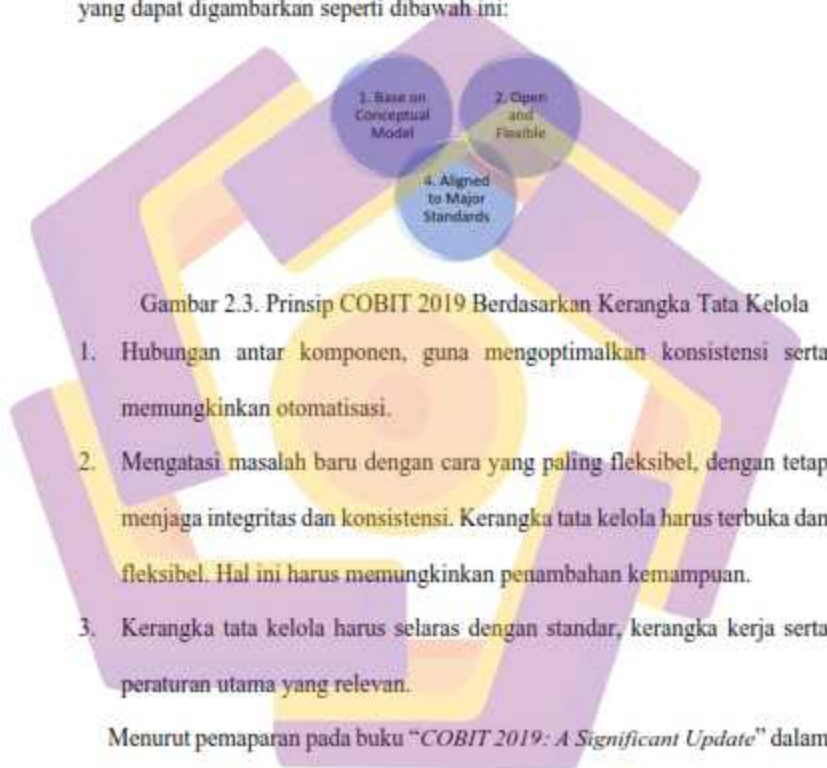 yang dapat digambarkan seperti dibawah ini:
1. Base on
Conceptual
Model
2. Open
and
Flexible
4. Aligned
to Major
Standards
Gambar 2.3. Prinsip COBIT 2019 Berdasarkan Kerangka Tata Kelola
1. Hubungan antar komponen, guna mengoptimalkan konsistensi serta
memungkinkan otomatisasi.
2. Mengatasi masalah baru dengan cara yang paling fleksibel, dengan tetap
menjaga integritas dan konsistensi. Kerangka tata kelola harus terbuka dan
fleksibel. Hal ini harus memungkinkan penambahan kemampuan.
3. Kerangka tata kelola harus selaras dengan standar, kerangka kerja serta
peraturan utama yang relevan.
Menurut pemaparan pada buku “COBIT 2019: A Significant Update” dalam